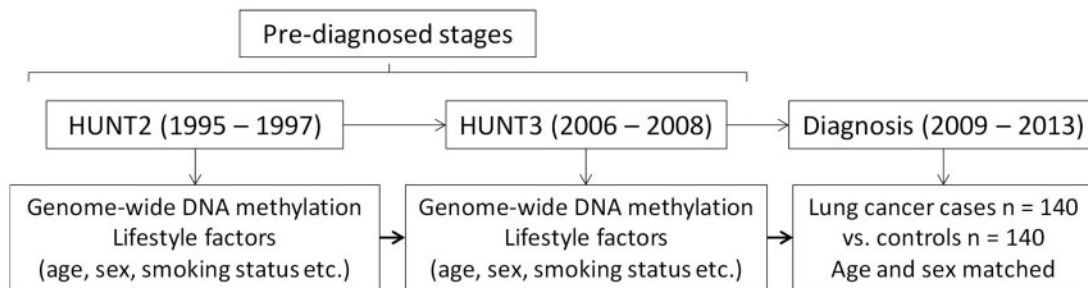 Pre-diagnosed stages
HUNT2 (1995 – 1997)
HUNT3 (2006 – 2008)
Diagnosis (2009 – 2013)
Genome-wide DNA methylation
Lifestyle factors
(age, sex, smoking status etc.)
Genome-wide DNA methylation
Lifestyle factors
(age, sex, smoking status etc.)
Lung cancer cases n = 140
vs. controls n = 140
Age and sex matched